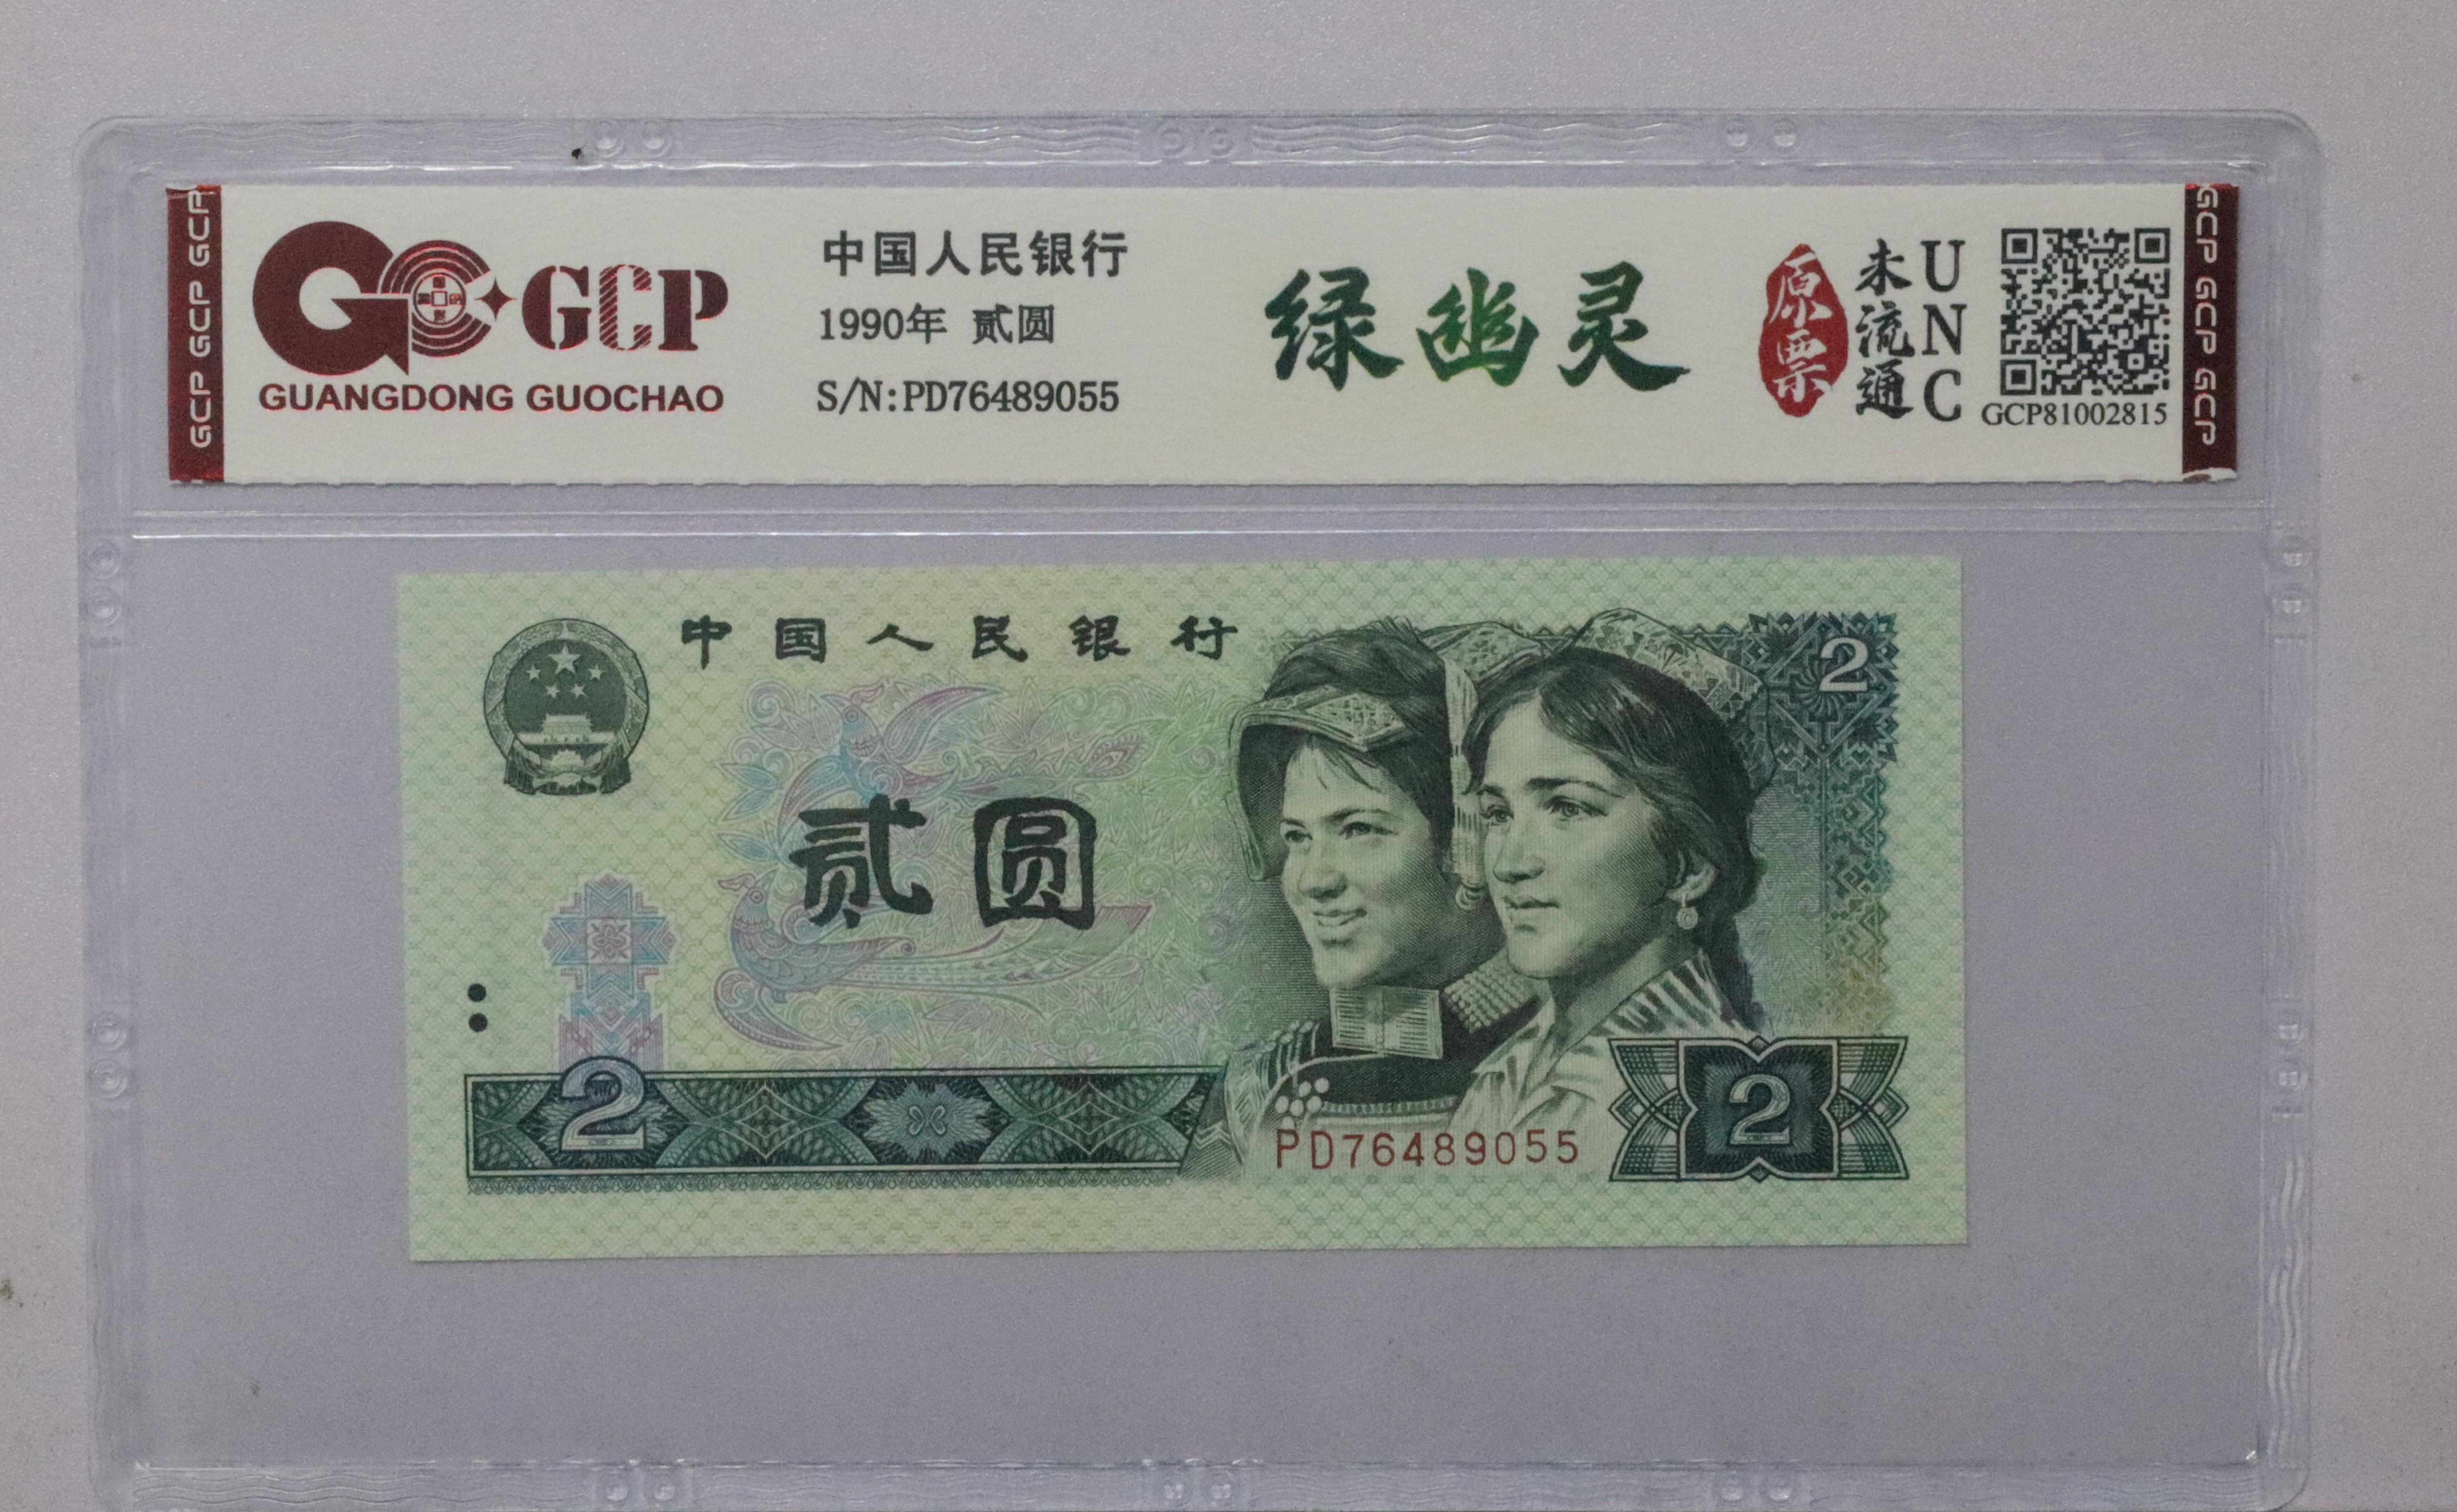 GCP GCP GCP
GCP
GUANGDONG GUOCHAO
中国人民银行
1990年 贰圆
S/N:PD76489055
绿幽灵
原票
未流通
UNC
GCP81002815
GCP GCP GCP
中国人民银行
2
贰圆
2
PD76489055
2